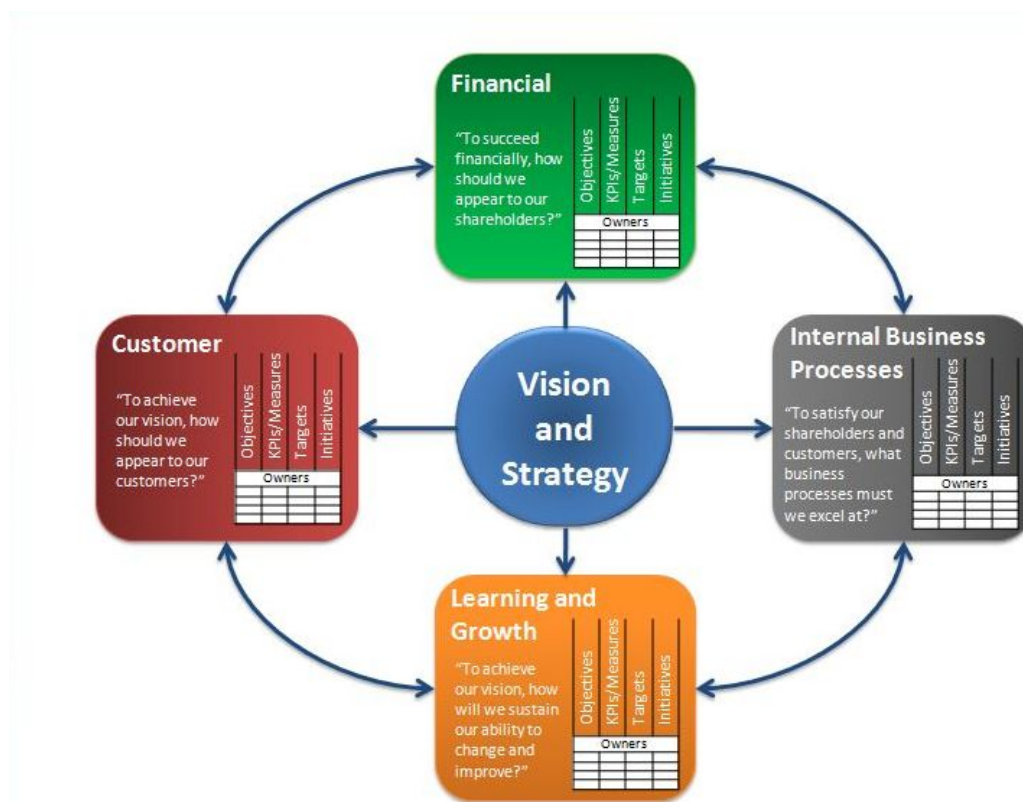 Financial
“To succeed
financially, how
should we
appear to our
shareholders?”
Objectives
KPIs/Measures
Targets
Initiatives
Owners
Customer
“To achieve
our vision, how
should we
appear to our
customers?”
Objectives
KPIs/Measures
Targets
Initiatives
Owners
Vision
and
Strategy
Internal Business
Processes
“To satisfy our
shareholders and
customers, what
business
processes must
we excel at?”
Objectives
KPIs/Measures
Targets
Initiatives
Owners
Learning and
Growth
“To achieve
our vision, how
will we sustain
our ability to
change and
improve?”
Objectives
KPIs/Measures
Targets
Initiatives
Owners